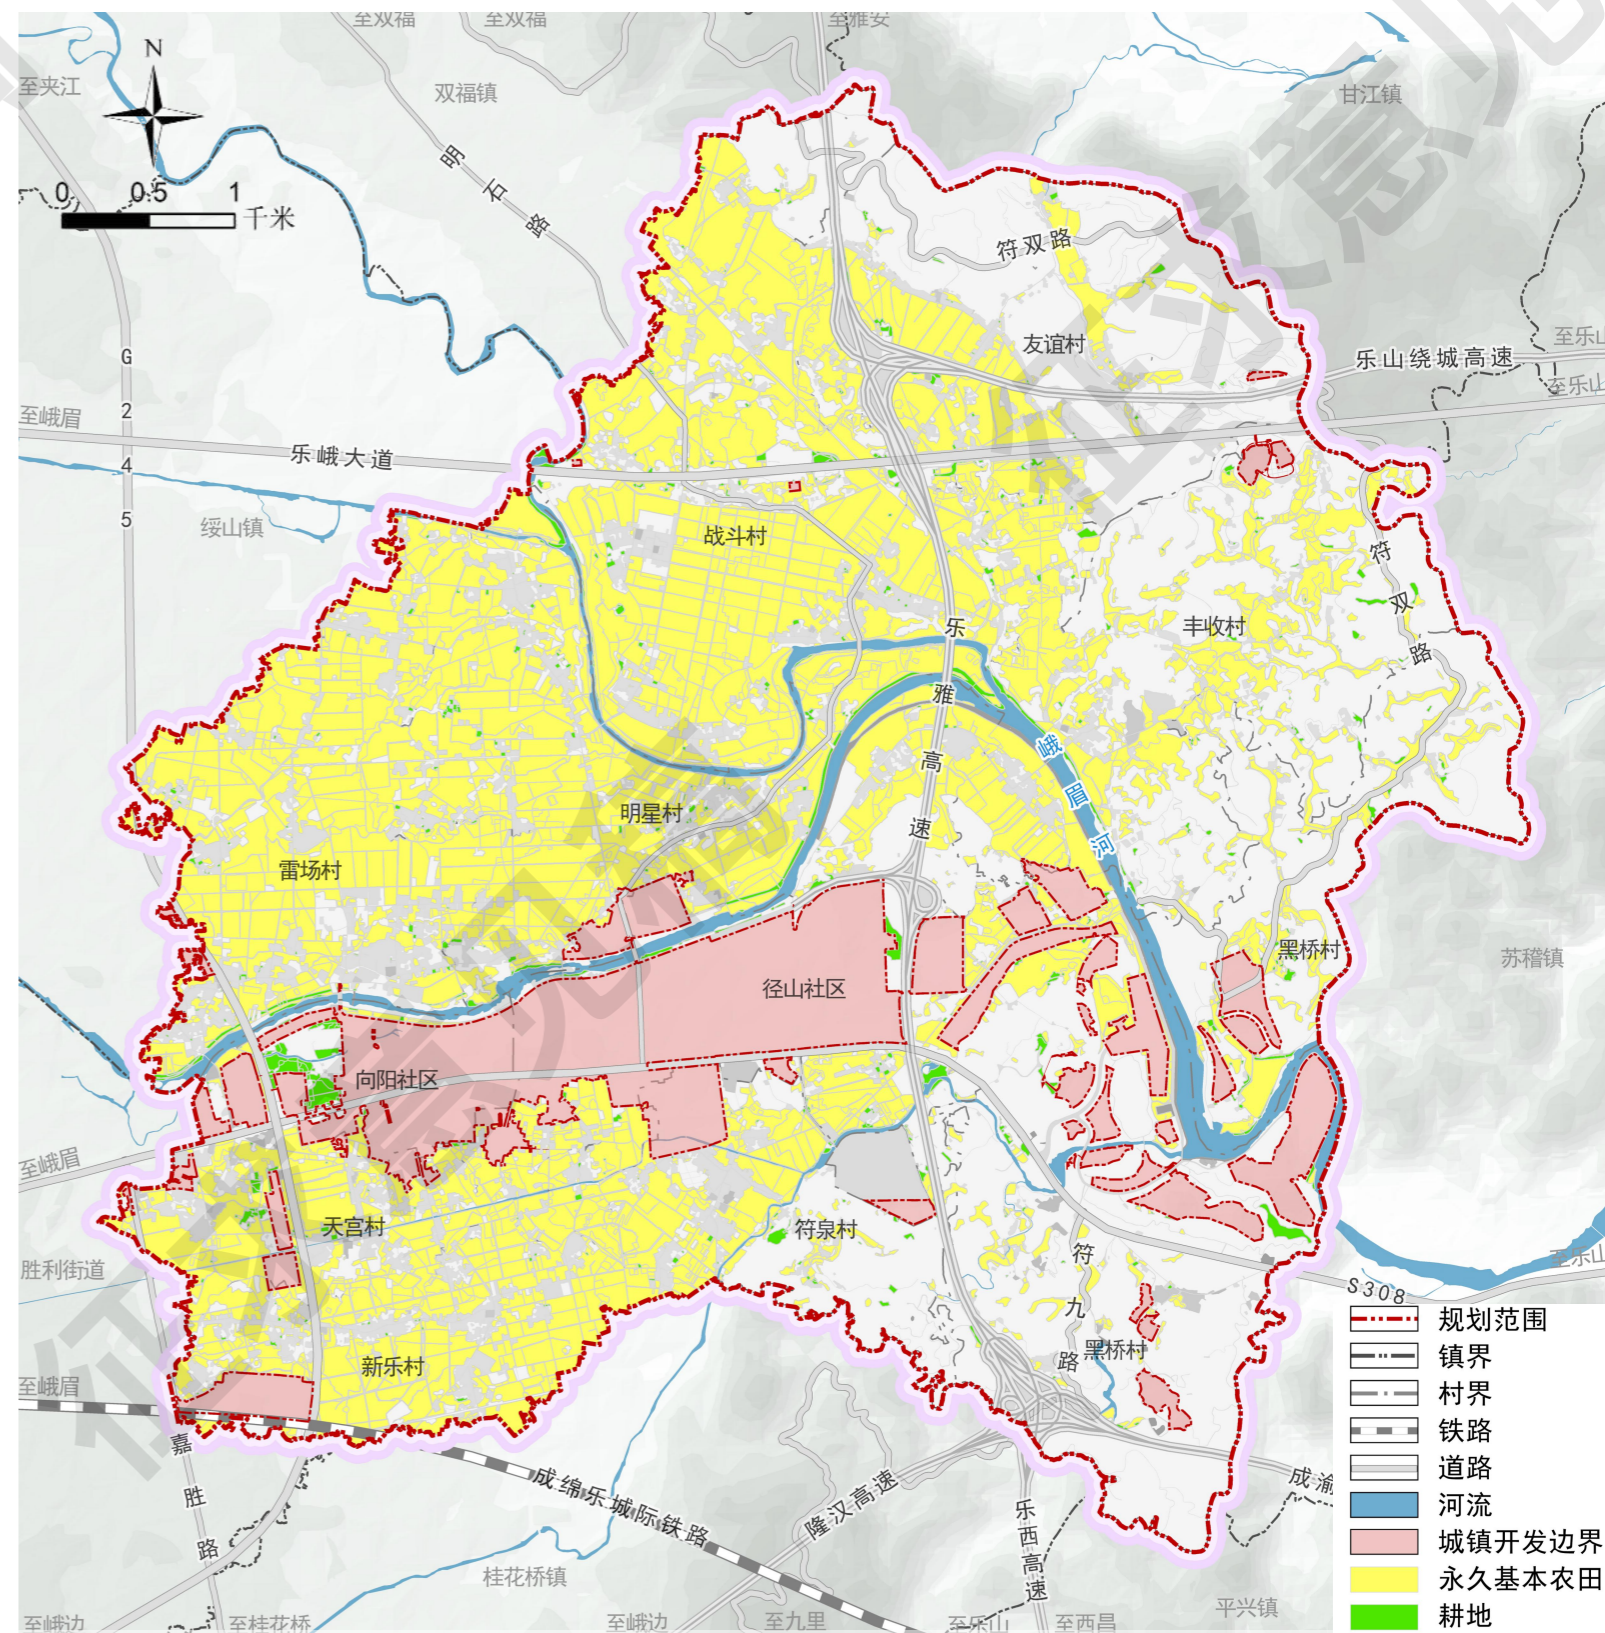 至双福
至双福
至雅安
N
至夹江
双福镇
甘江镇
明石路
0 0.5 1
千米
符双路
友谊村
至乐山
乐山绕城高速
至乐山
G245
至峨眉
乐峨大道
绥山镇
战斗村
符双路
丰收村
乐雅高速
峨眉河
明星村
雷场村
黑桥村
苏稽镇
径山社区
向阳社区
至峨眉
天宫村
符泉村
胜利街道
符九路
至乐山
S308
黑桥村
新乐村
至峨眉
嘉胜路
成绵乐城际铁路
隆汉高速
乐西高速
成渝
桂花桥镇
平兴镇
至峨边
至桂花桥
至峨边
至九里
至乐山
至西昌
规划范围
镇界
村界
铁路
道路
河流
城镇开发边界
永久基本农田
耕地
征求意见稿
征求意见